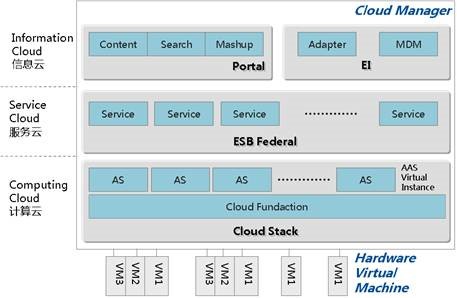 Cloud Manager
Information
Cloud
信息云
Content Search Mashup
Portal
Adapter MDM
EI
Service
Cloud
服务云
Service Service Service ............... Service
ESB Federal
Computing
Cloud
计算云
AS AS AS ............... AS
AAS
Virtual
Instance
Cloud Fundaction
Cloud Stack
VM3 VM2 VM1 VM3 VM2 VM1 VM1 VM1
Hardware
Virtual
Machine